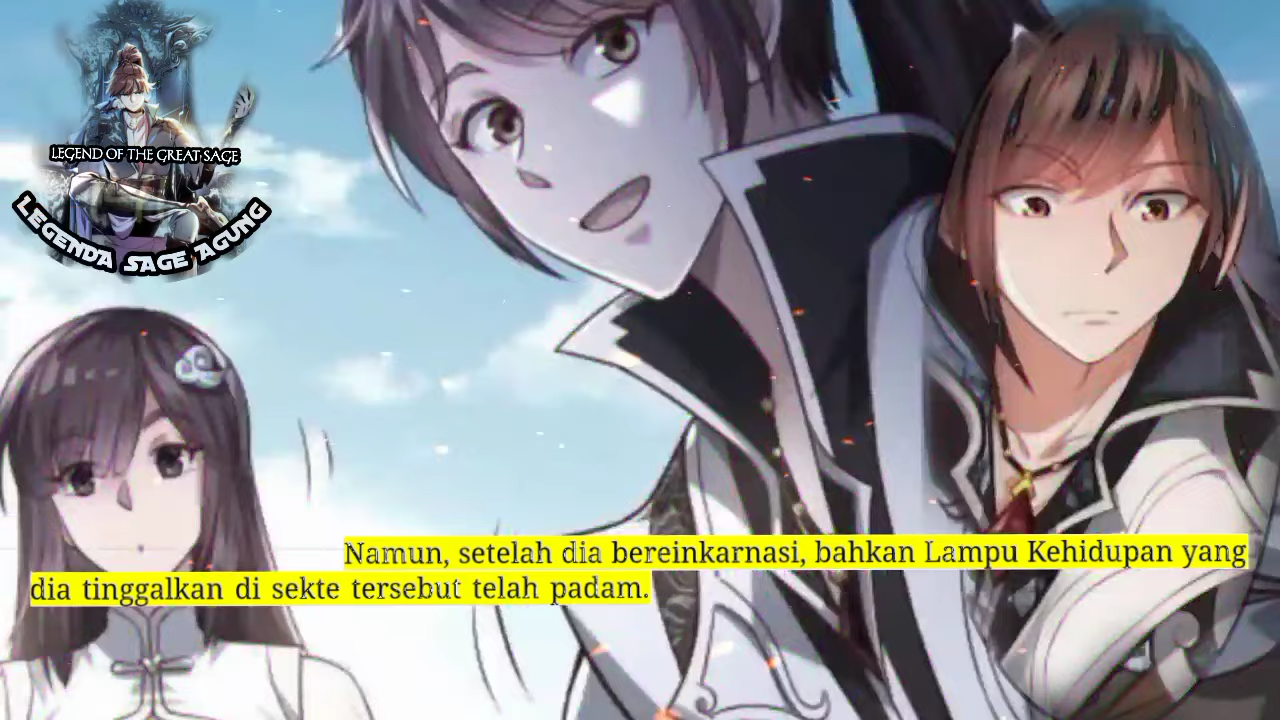 LEGEND OF THE GREAT SAGE
LEGENDA SAGE AGUNG
Namun, setelah dia bereinkarnasi, bahkan Lampu Kehidupan yang
dia tinggalkan di sekte tersebut telah padam.